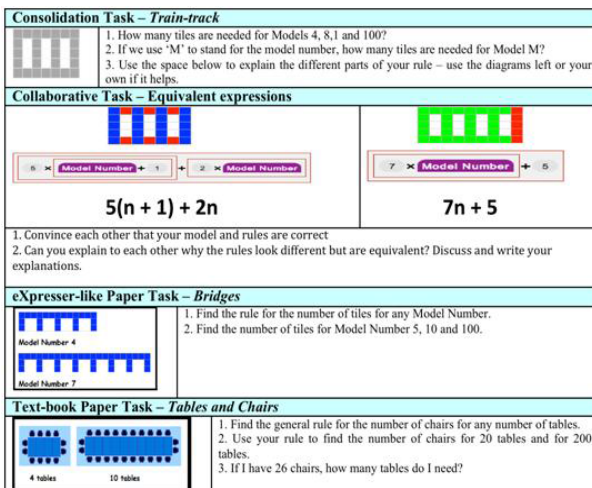 Consolidation Task – Train-track
1. How many tiles are needed for Models 4, 8,1 and 100?
2. If we use ‘M’ to stand for the model number, how many tiles are needed for Model M?
3. Use the space below to explain the different parts of your rule – use the diagrams left or your
own if it helps.
Collaborative Task – Equivalent expressions
5 × Model Number + 1 + 2 × Model Number
5(n + 1) + 2n
7 × Model Number + 5
7n + 5
1. Convince each other that your model and rules are correct
2. Can you explain to each other why the rules look different but are equivalent? Discuss and write your
explanations.
eXpresser-like Paper Task – Bridges
Model Number 4
Model Number 7
1. Find the rule for the number of tiles for any Model Number.
2. Find the number of tiles for Model Number 5, 10 and 100.
Text-book Paper Task – Tables and Chairs
4 tables
10 tables
1. Find the general rule for the number of chairs for any number of tables.
2. Use your rule to find the number of chairs for 20 tables and for 200
tables.
3. If I have 26 chairs, how many tables do I need?